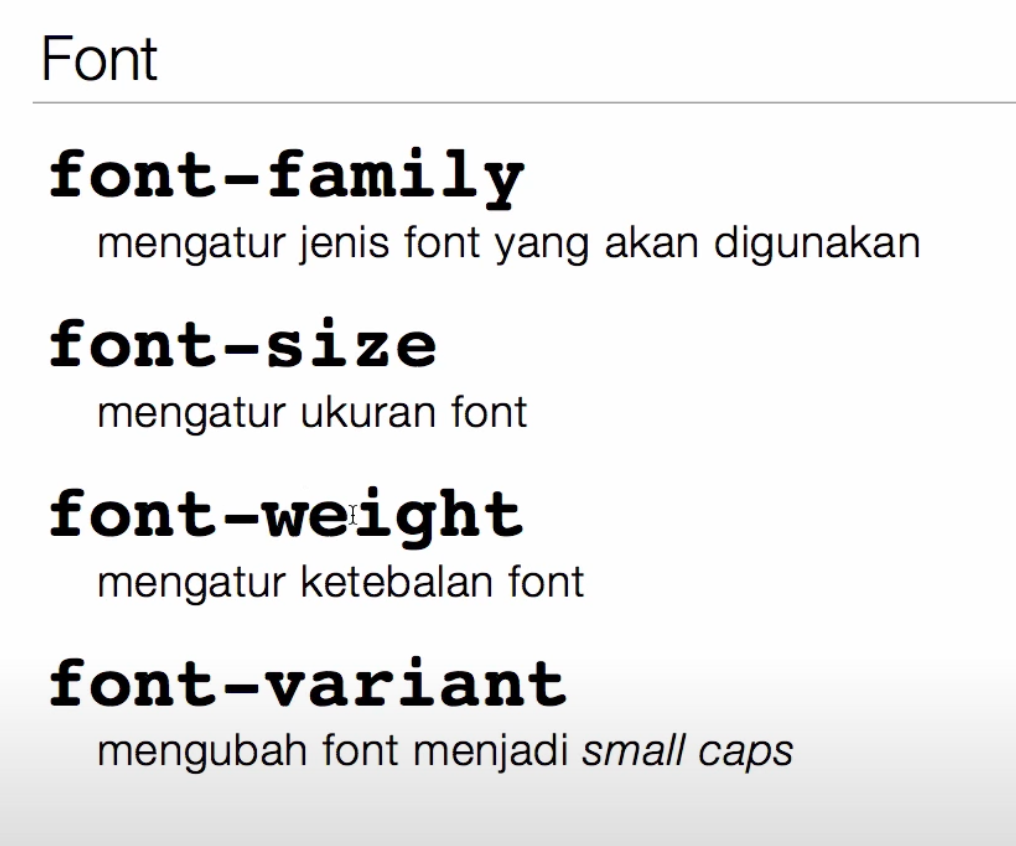 Font
font-family
mengatur jenis font yang akan digunakan
font-size
mengatur ukuran font
font-weight
mengatur ketebalan font
font-variant
mengubah font menjadi small caps